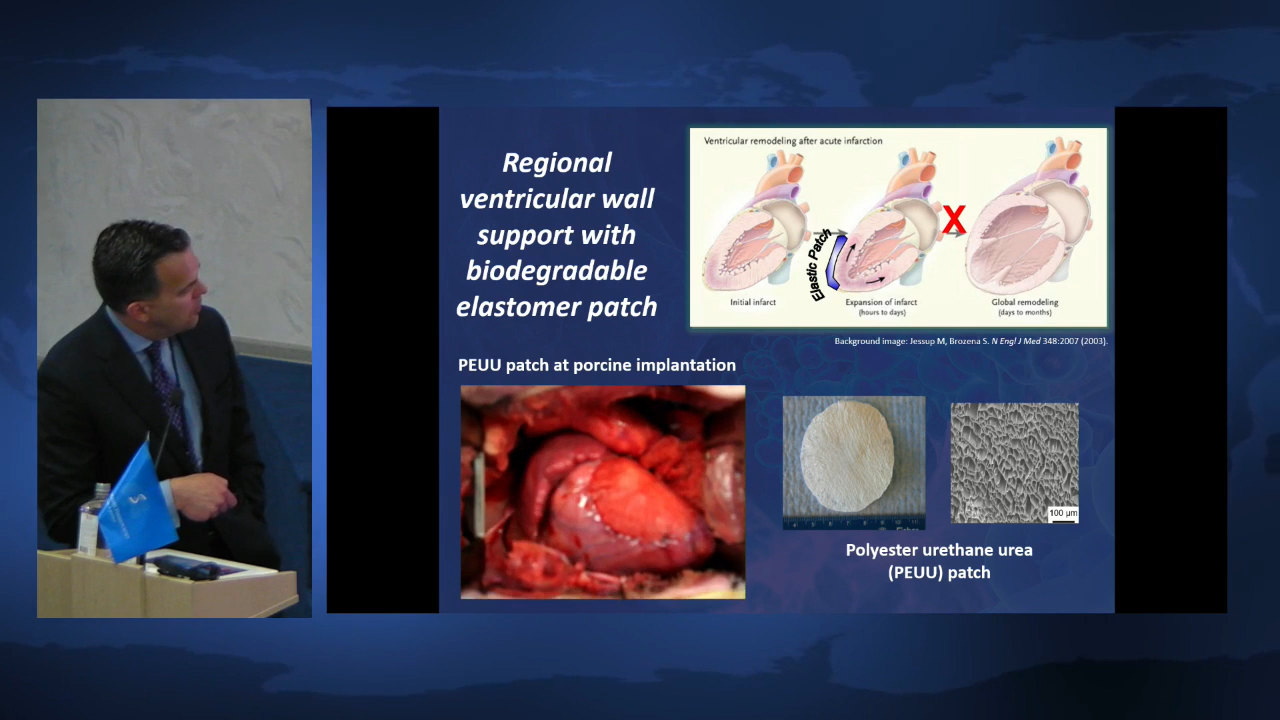 Regional
ventricular wall
support with
biodegradable
elastomer patch
Ventricular remodeling after acute infarction
Elastic Patch
X
Initial infarct
Expansion of infarct
(hours to days)
Global remodeling
(days to months)
Background image: Jessup M, Brozena S. N Engl J Med 348:2007 (2003).
PEUU patch at porcine implantation
100 µm
Polyester urethane urea
(PEUU) patch